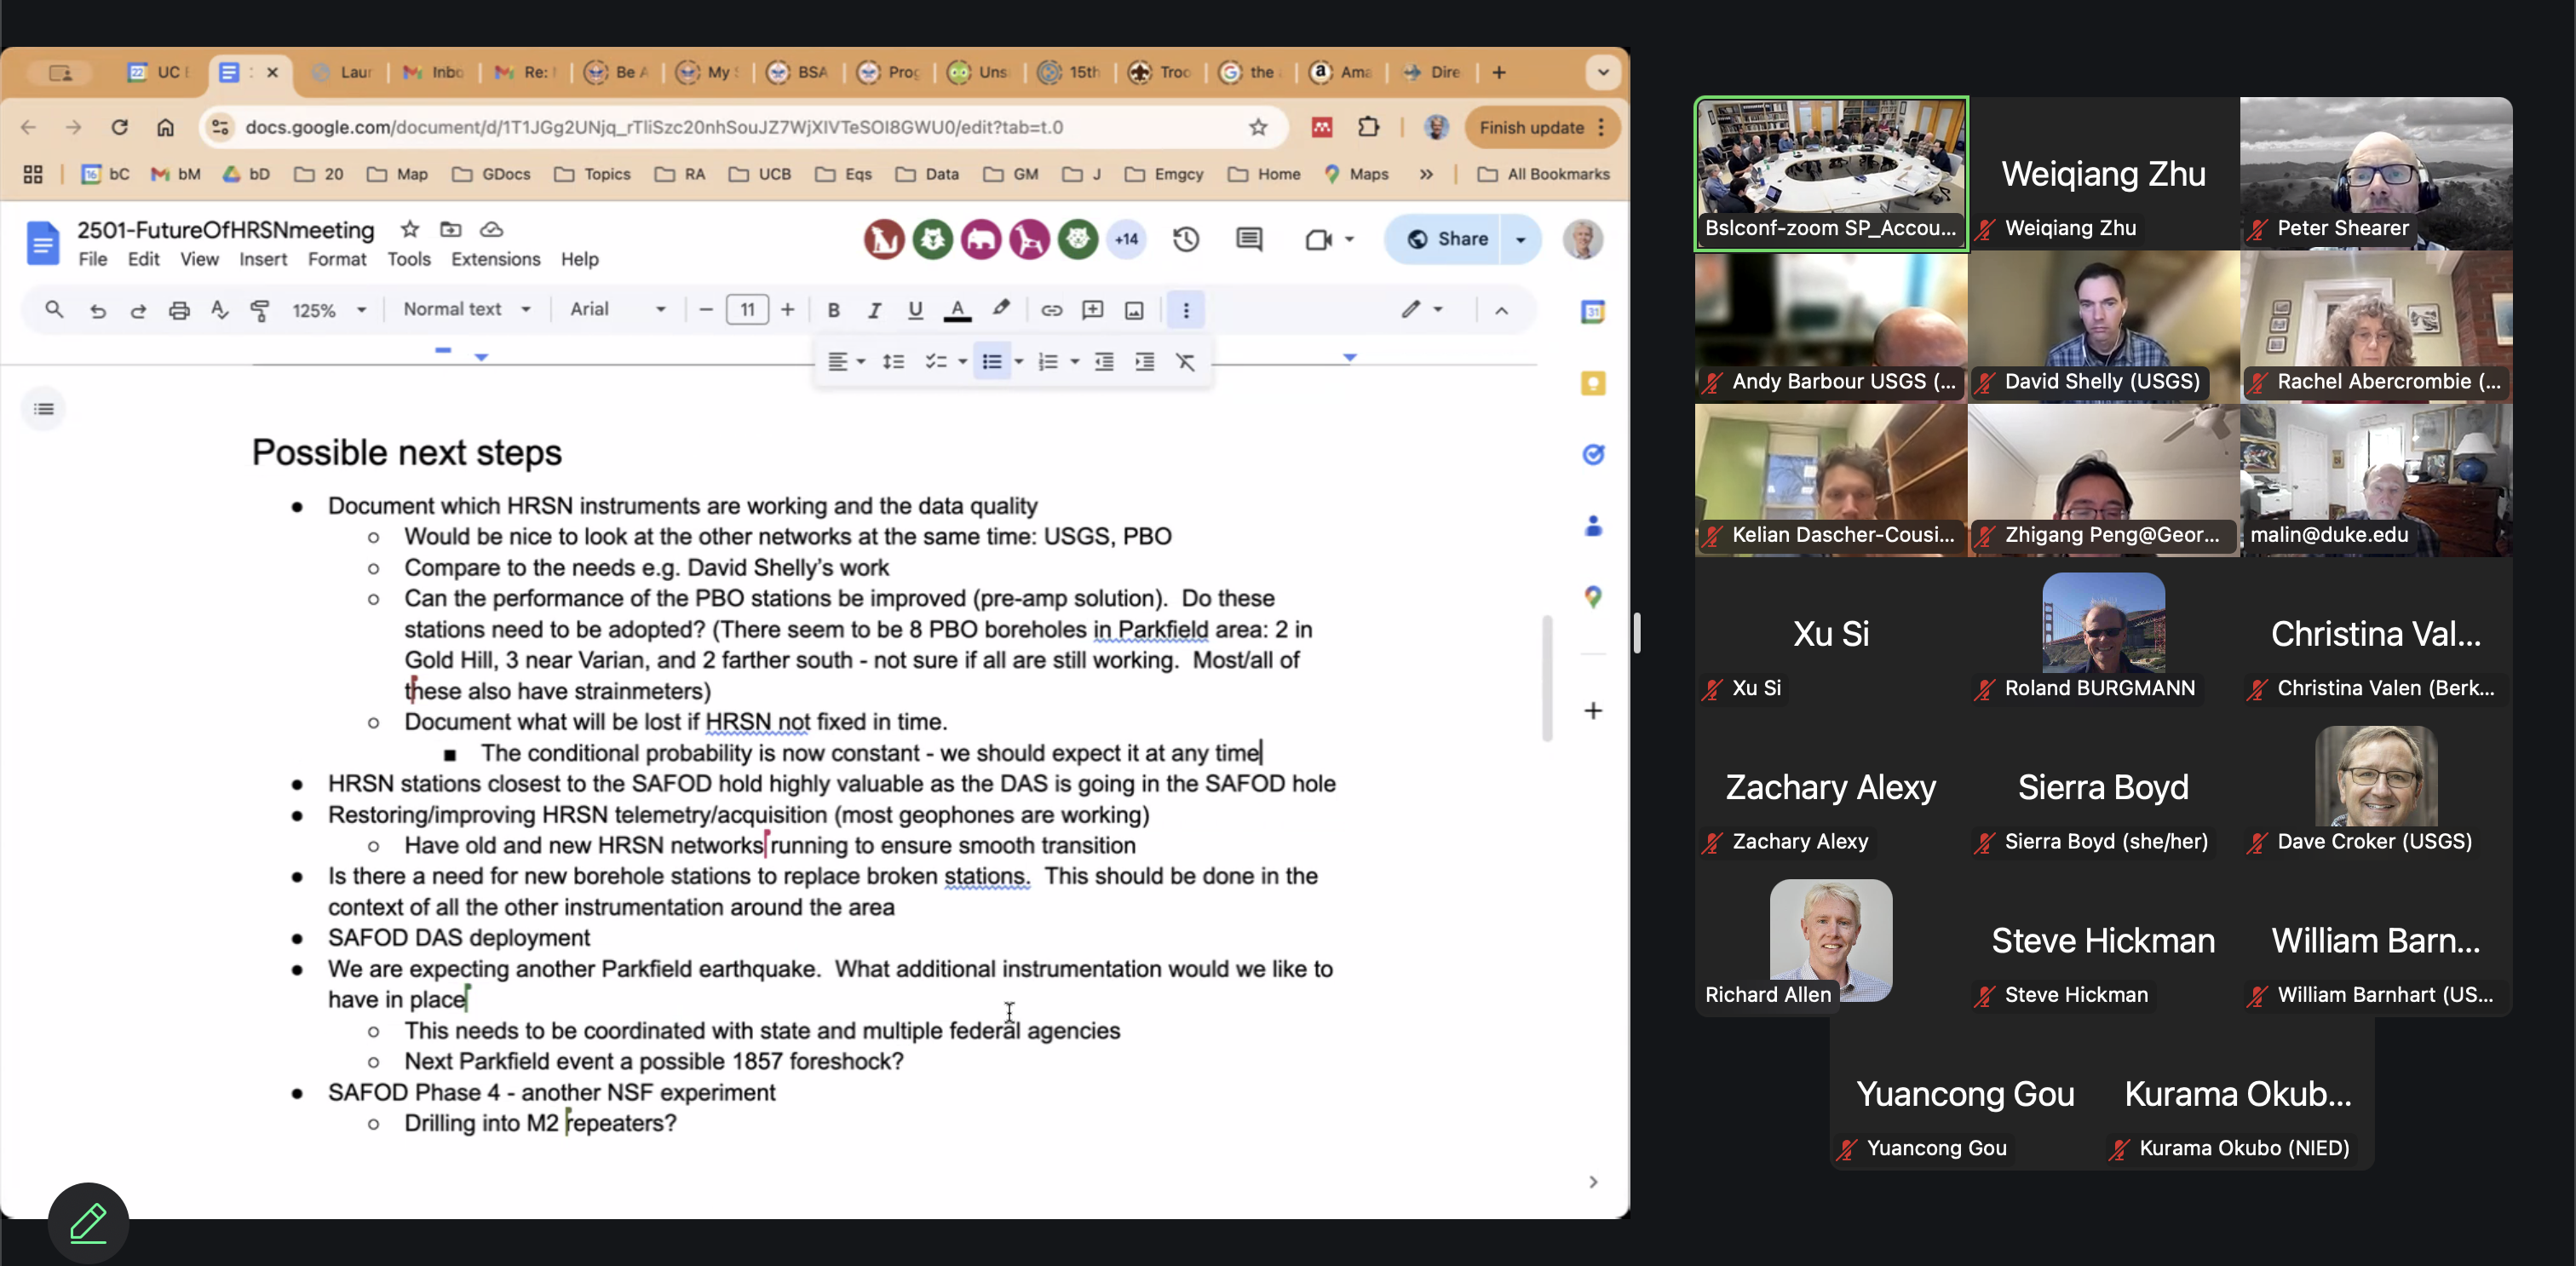 UC
Laur
Inbo
Re:
Be A
My
BSA
Prog
Uns
15th
Troc
the
Ama
Dire
docs.google.com/document/d/1T1JGg2UNjq_rTliSzc20nhSouJZ7WjXIVTeSOI8GWU0/edit?tab=t.0
Finish update
bC
bM
bD
20
Map
GDocs
Topics
RA
UCB
Eqs
Data
GM
J
Emgcy
Home
Maps
All Bookmarks
2501-FutureOfHRSNmeeting
+14
Share
File Edit View Insert Format Tools Extensions Help
125%
Normal text
Arial
11
Possible next steps
● Document which HRSN instruments are working and the data quality
○ Would be nice to look at the other networks at the same time: USGS, PBO
○ Compare to the needs e.g. David Shelly's work
○ Can the performance of the PBO stations be improved (pre-amp solution). Do these
stations need to be adopted? (There seem to be 8 PBO boreholes in Parkfield area: 2 in
Gold Hill, 3 near Varian, and 2 farther south - not sure if all are still working. Most/all of
these also have strainmeters)
○ Document what will be lost if HRSN not fixed in time.
■ The conditional probability is now constant - we should expect it at any time
● HRSN stations closest to the SAFOD hold highly valuable as the DAS is going in the SAFOD hole
● Restoring/improving HRSN telemetry/acquisition (most geophones are working)
○ Have old and new HRSN networks running to ensure smooth transition
● Is there a need for new borehole stations to replace broken stations. This should be done in the
context of all the other instrumentation around the area
● SAFOD DAS deployment
● We are expecting another Parkfield earthquake. What additional instrumentation would we like to
have in place
○ This needs to be coordinated with state and multiple federal agencies
○ Next Parkfield event a possible 1857 foreshock?
● SAFOD Phase 4 - another NSF experiment
○ Drilling into M2 repeaters?
Bslconf-zoom SP_Accou...
Weiqiang Zhu
Weiqiang Zhu
Peter Shearer
Andy Barbour USGS (...
David Shelly (USGS)
Rachel Abercrombie (...
Kelian Dascher-Cousi...
Zhigang Peng@Geor...
malin@duke.edu
Xu Si
Xu Si
Roland BURGMANN
Christina Val...
Christina Valen (Berk...
Zachary Alexy
Zachary Alexy
Sierra Boyd
Sierra Boyd (she/her)
Dave Croker (USGS)
Richard Allen
Steve Hickman
Steve Hickman
William Barn...
William Barnhart (US...
Yuancong Gou
Yuancong Gou
Kurama Okub...
Kurama Okubo (NIED)